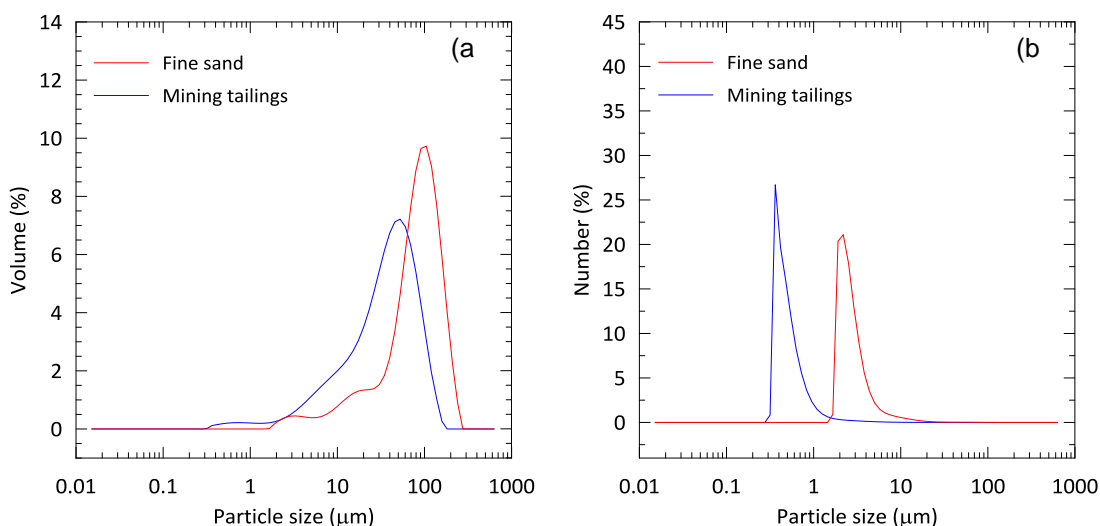 14
12
10
8
6
4
2
0
Volume (%)
(a
Fine sand
Mining tailings
0.01 0.1 1 10 100 1000
Particle size (μm)
45
40
35
30
25
20
15
10
5
0
Number (%)
(b
Fine sand
Mining tailings
0.01 0.1 1 10 100 1000
Particle size (μm)